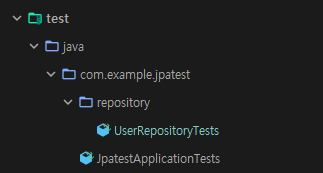 test
java
com.example.jpatest
repository
UserRepositoryTests
JpatestApplicationTests